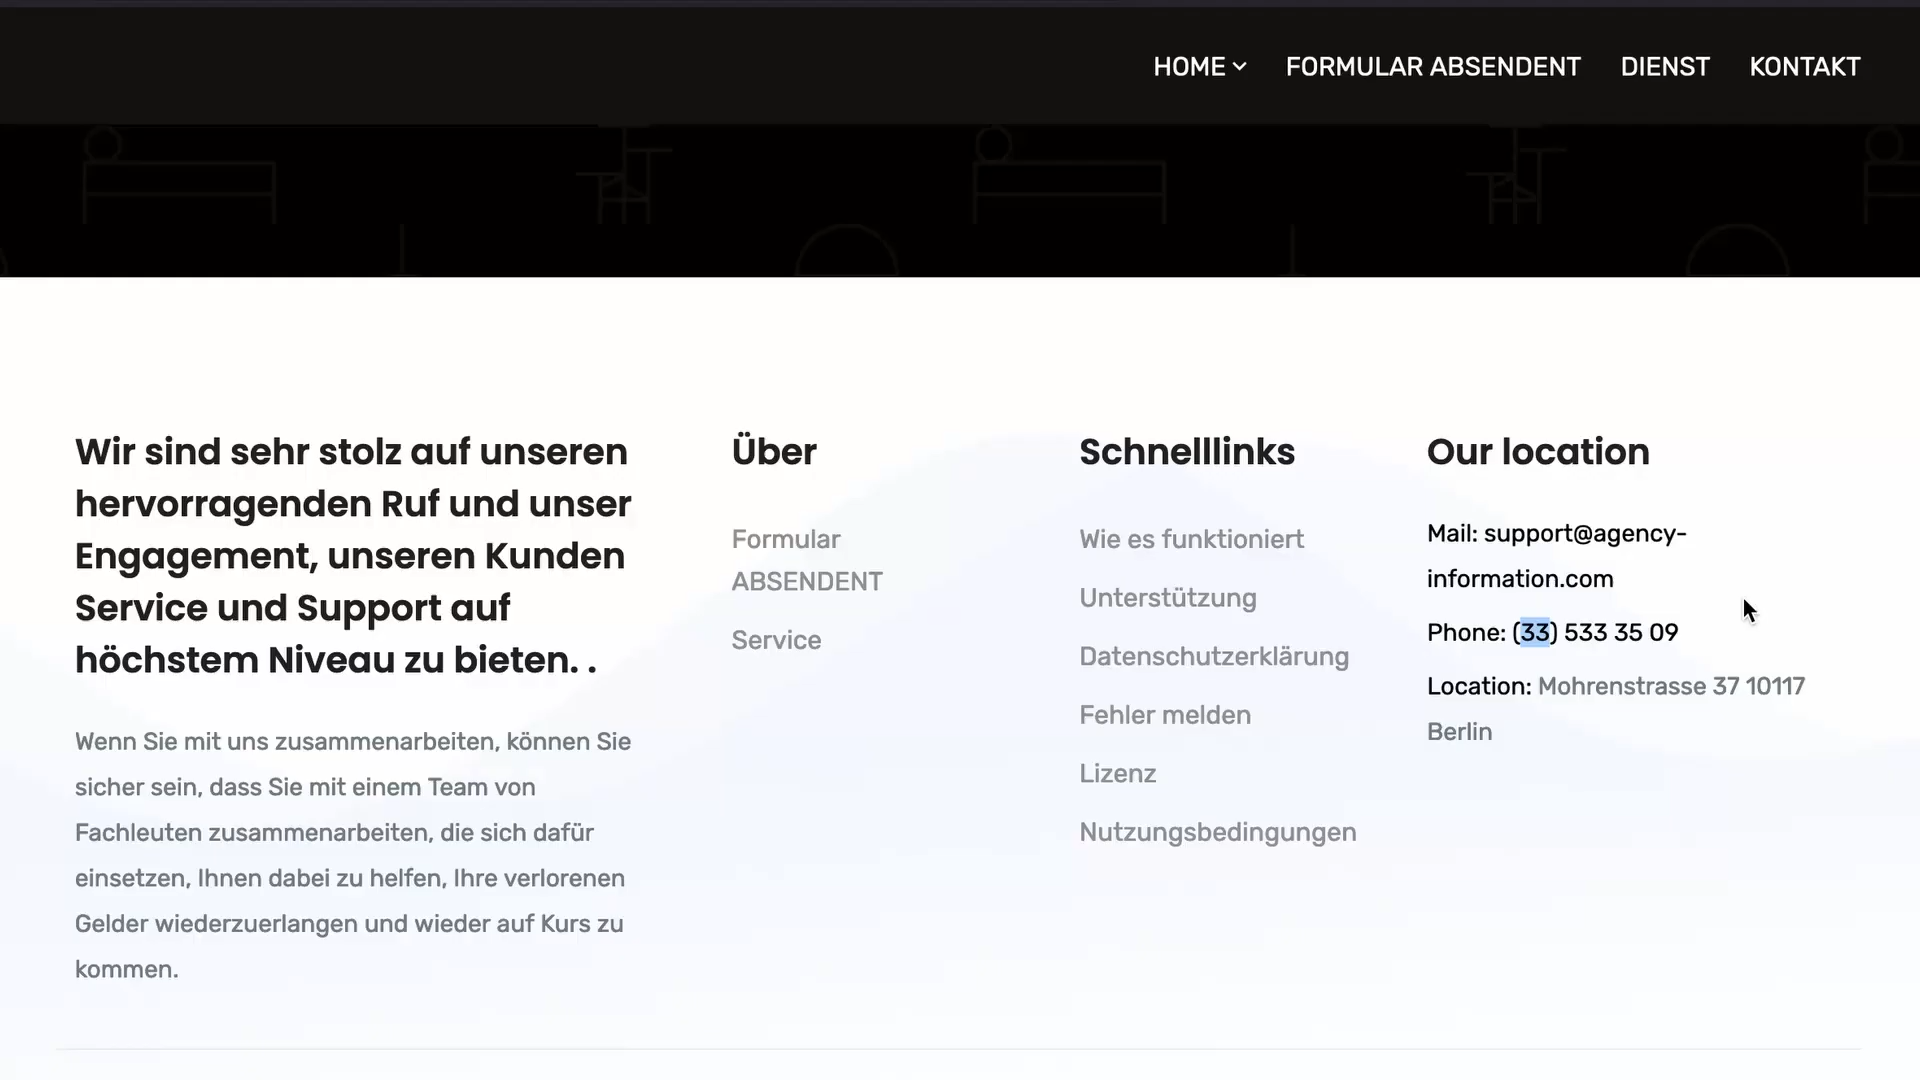 HOME
FORMULAR ABSENDENT
DIENST
KONTAKT
Wir sind sehr stolz auf unseren
hervorragenden Ruf und unser
Engagement, unseren Kunden
Service und Support auf
höchstem Niveau zu bieten. .
Wenn Sie mit uns zusammenarbeiten, können Sie
sicher sein, dass Sie mit einem Team von
Fachleuten zusammenarbeiten, die sich dafür
einsetzen, Ihnen dabei zu helfen, Ihre verlorenen
Gelder wiederzuerlangen und wieder auf Kurs zu
kommen.
Über
Formular
ABSENDENT
Service
Schnelllinks
Wie es funktioniert
Unterstützung
Datenschutzerklärung
Fehler melden
Lizenz
Nutzungsbedingungen
Our location
Mail: support@agency-
information.com
Phone: (33) 533 35 09
Location: Mohrenstrasse 37 10117
Berlin